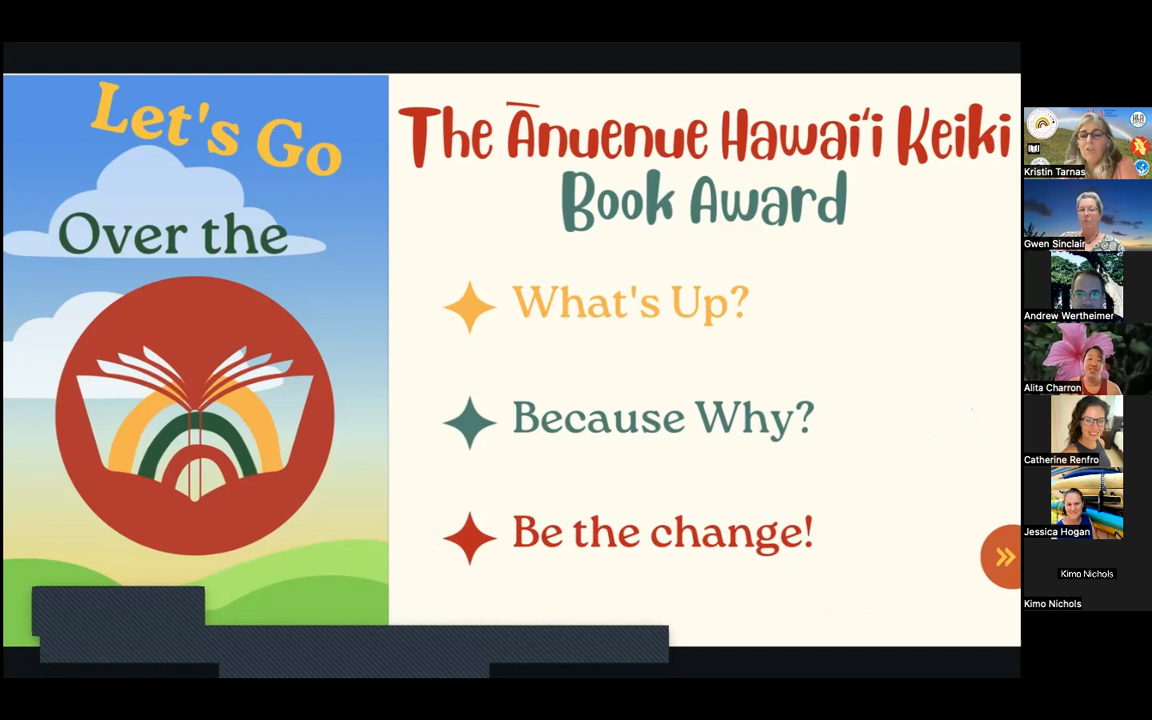 Let's Go
Over the
The Ānuenue Hawaiʻi Keiki
Book Award
What's Up?
Because Why?
Be the change!
Kristin Tarnas
Gwen Sinclair
Andrew Wertheimer
Alita Charron
Catherine Renfro
Jessica Hogan
Kimo Nichols
Kimo Nichols